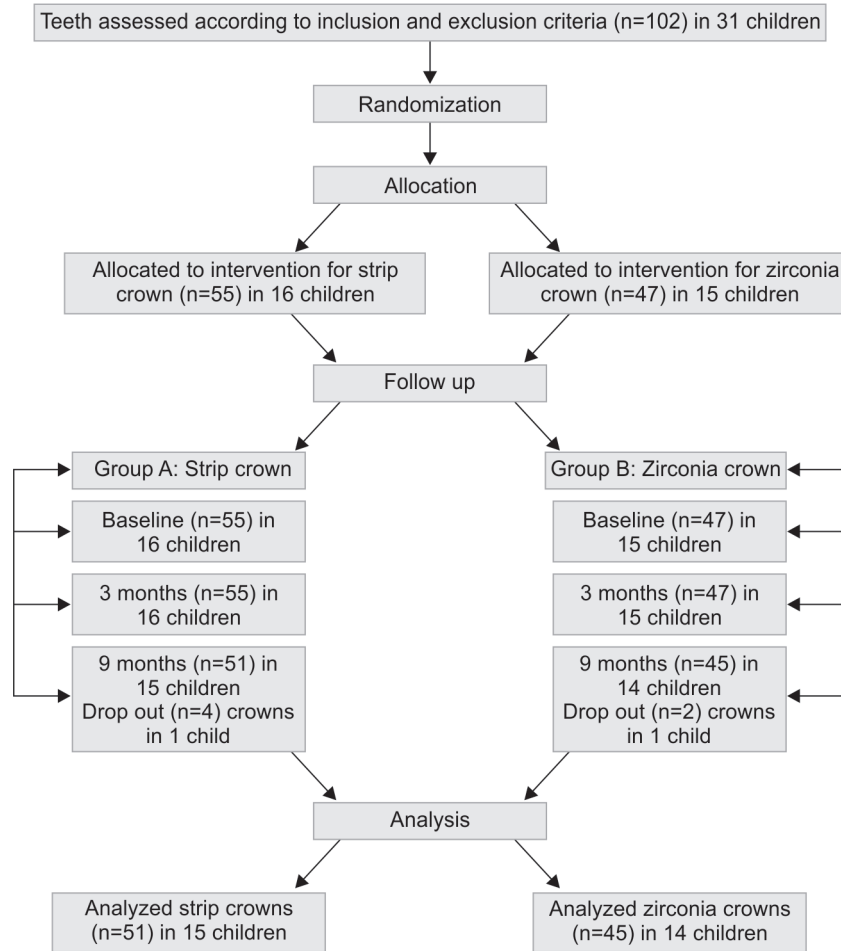 Teeth assessed according to inclusion and exclusion criteria (n=102) in 31 children
Randomization
Allocation
Allocated to intervention for strip
crown (n=55) in 16 children
Allocated to intervention for zirconia
crown (n=47) in 15 children
Follow up
Group A: Strip crown
Baseline (n=55) in
16 children
3 months (n=55) in
16 children
9 months (n=51) in
15 children
Drop out (n=4) crowns
in 1 child
Group B: Zirconia crown
Baseline (n=47) in
15 children
3 months (n=47) in
15 children
9 months (n=45) in
14 children
Drop out (n=2) crowns
in 1 child
Analysis
Analyzed strip crowns
(n=51) in 15 children
Analyzed zirconia crowns
(n=45) in 14 children